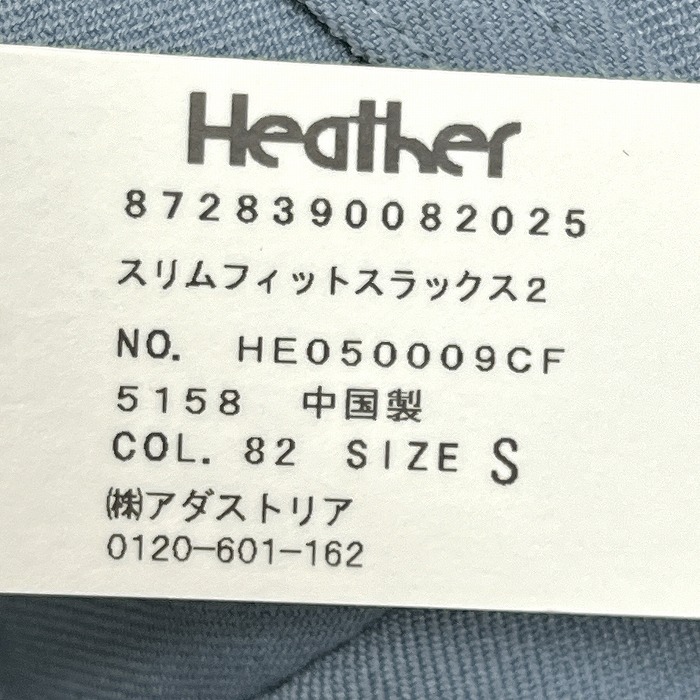 Heather
8728390082025
スリムフィットスラックス2
NO. HE050009CF
5158 中国製
COL. 82 SIZE S
㈱アダストリア
0120-601-162